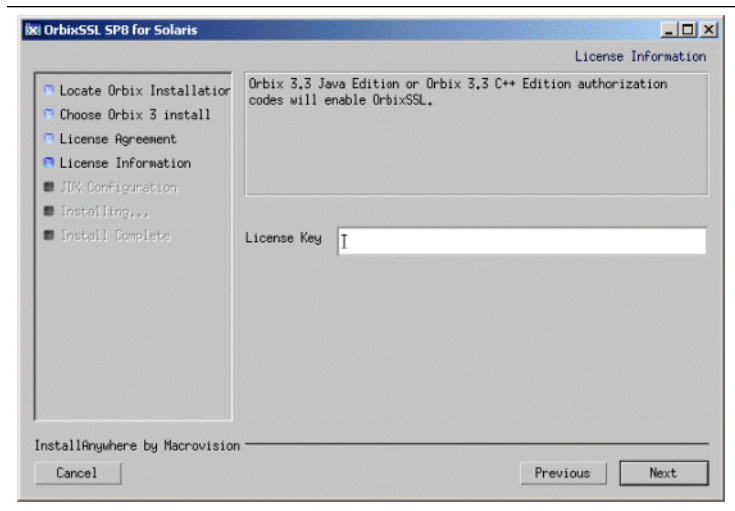 OrbixSSL SP8 for Solaris
License Information
Locate Orbix Installation
Choose Orbix 3 install
License Agreement
License Information
JDK Configuration
Installing...
Install Complete
Orbix 3.3 Java Edition or Orbix 3.3 C++ Edition authorization
codes will enable OrbixSSL.
License Key
InstallAnywhere by Macrovision
Cancel
Previous
Next